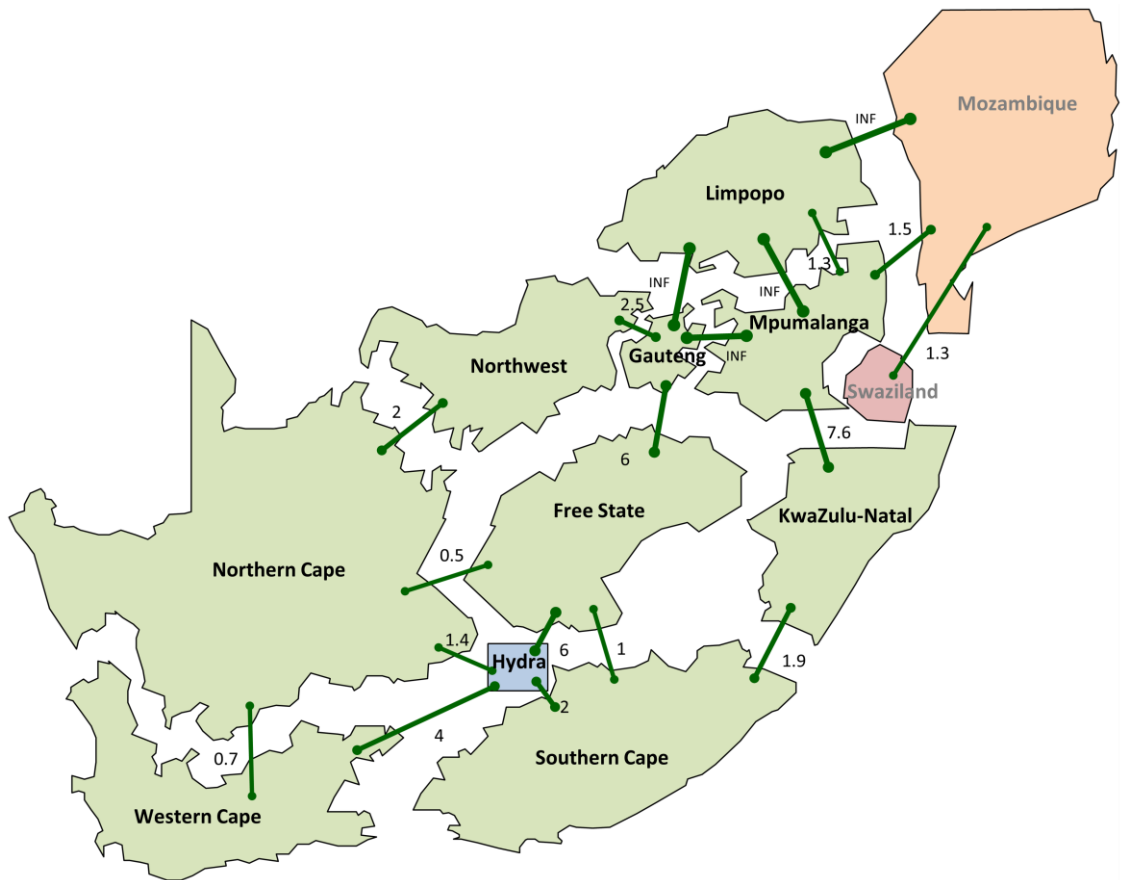 Mozambique
INF
Limpopo
1.5
1.3
INF
INF
2.5
Mpumalanga
Gauteng
INF
1.3
Northwest
Swaziland
2
7.6
6
Free State
KwaZulu-Natal
0.5
Northern Cape
1.4
Hydra
6
1
1.9
2
4
0.7
Southern Cape
Western Cape